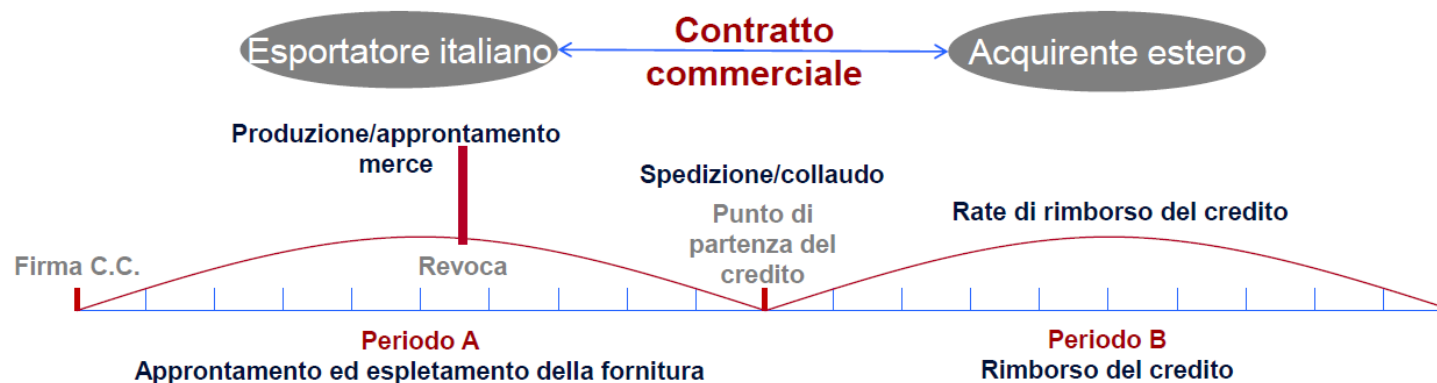 Esportatore italiano
Contratto
commerciale
Acquirente estero
Produzione/approntamento
merce
Spedizione/collaudo
Punto di
partenza del
credito
Rate di rimborso del credito
Firma C.C.
Revoca
Periodo A
Approntamento ed espletamento della fornitura
Periodo B
Rimborso del credito